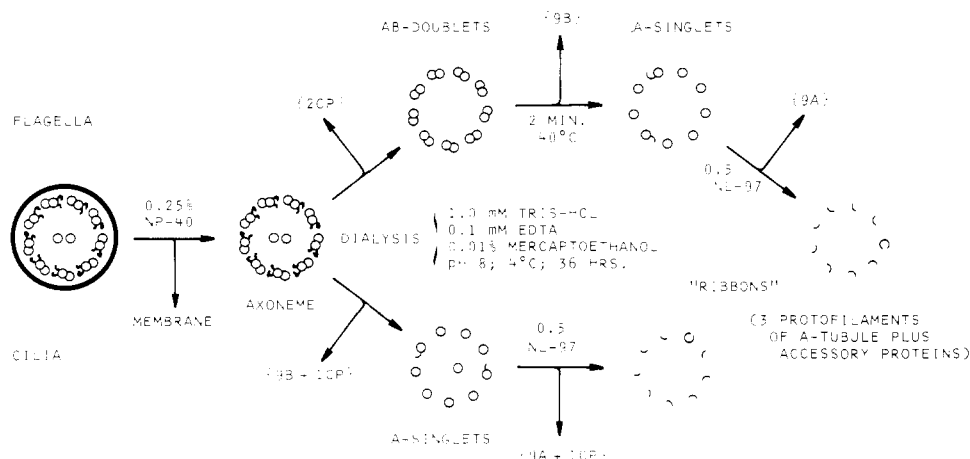 AB-DOUBLETS
(9B)
A-SINGLETS
(2CP)
(9A)
FLAGELLA
2 MIN.
40°C
0.5
NL-97
0.25%
NP-40
DIALYSIS
1.0 mM TRIS-HCL
0.1 mM EDTA
0.01% MERCAPTOETHANOL
pH 8; 4°C; 36 HRS.
"RIBBONS"
AXONEME
MEMBRANE
(3 PROTOFILAMENTS
OF A-TUBULE PLUS
ACCESSORY PROTEINS)
0.5
NL-97
CILIA
(9B + 1CP)
A-SINGLETS
(9A + 1CP)